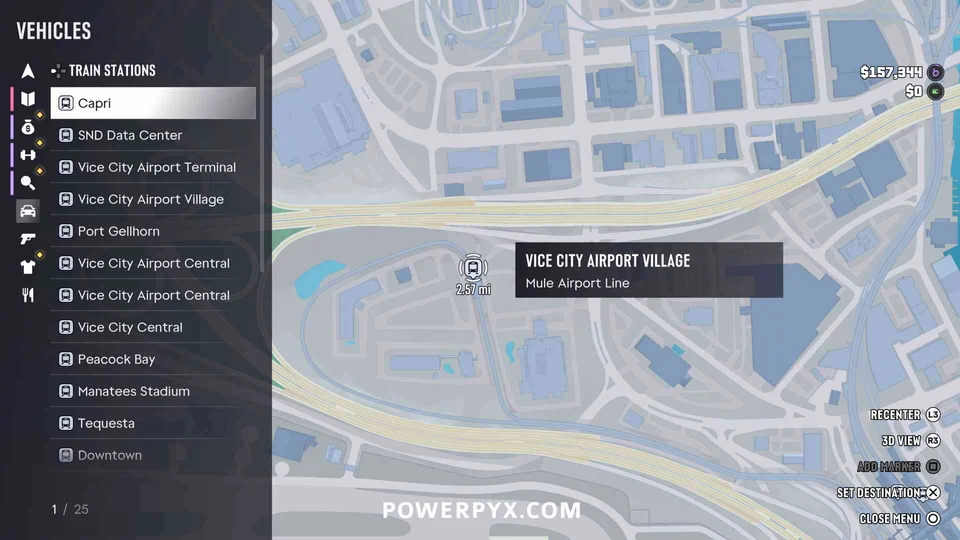 VEHICLES
TRAIN STATIONS
Capri
SND Data Center
Vice City Airport Terminal
Vice City Airport Village
Port Gellhorn
Vice City Airport Central
Vice City Airport Central
Vice City Central
Peacock Bay
Manatees Stadium
Tequesta
Downtown
1 / 25
$157,344
$0
2.57 mi
VICE CITY AIRPORT VILLAGE
Mule Airport Line
RECENTER L3
3D VIEW R3
ADD MARKER
SET DESTINATION
CLOSE MENU
POWERPYX.COM